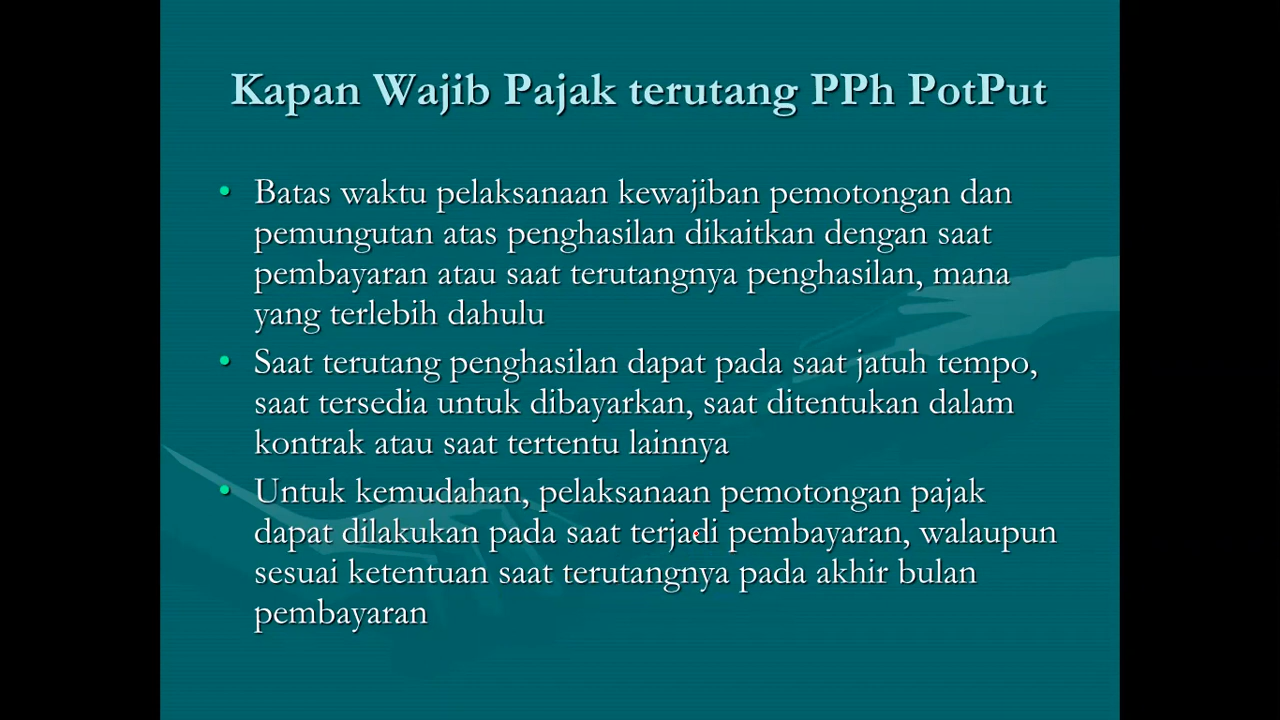 Kapan Wajib Pajak terutang PPh PotPut
• Batas waktu pelaksanaan kewajiban pemotongan dan
pemungutan atas penghasilan dikaitkan dengan saat
pembayaran atau saat terutangnya penghasilan, mana
yang terlebih dahulu
• Saat terutang penghasilan dapat pada saat jatuh tempo,
saat tersedia untuk dibayarkan, saat ditentukan dalam
kontrak atau saat tertentu lainnya
• Untuk kemudahan, pelaksanaan pemotongan pajak
dapat dilakukan pada saat terjadi pembayaran, walaupun
sesuai ketentuan saat terutangnya pada akhir bulan
pembayaran